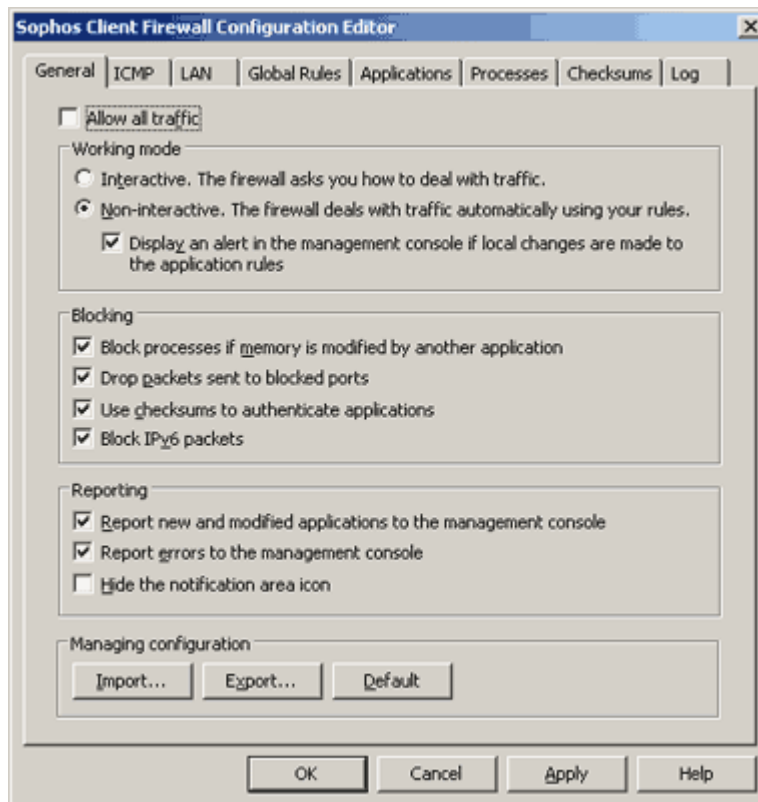 Sophos Client Firewall Configuration Editor
General ICMP LAN Global Rules Applications Processes Checksums Log
Allow all traffic
Working mode
Interactive. The firewall asks you how to deal with traffic.
Non-interactive. The firewall deals with traffic automatically using your rules.
Display an alert in the management console if local changes are made to
the application rules
Blocking
Block processes if memory is modified by another application
Drop packets sent to blocked ports
Use checksums to authenticate applications
Block IPv6 packets
Reporting
Report new and modified applications to the management console
Report errors to the management console
Hide the notification area icon
Managing configuration
Import... Export... Default
OK Cancel Apply Help